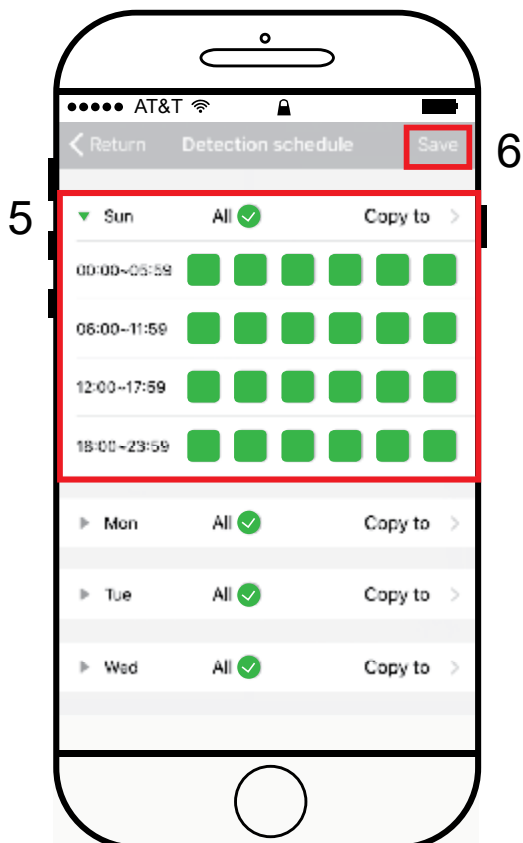 AT&T
Return Detection schedule Save
6
5
Sun All Copy to
00:00~05:59
06:00~11:59
12:00~17:59
18:00~23:59
Mon All Copy to
Tue All Copy to
Wed All Copy to